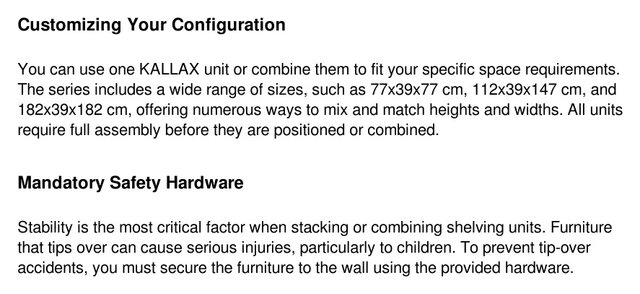 Customizing Your Configuration
You can use one KALLAX unit or combine them to fit your specific space requirements.
The series includes a wide range of sizes, such as 77x39x77 cm, 112x39x147 cm, and
182x39x182 cm, offering numerous ways to mix and match heights and widths. All units
require full assembly before they are positioned or combined.
Mandatory Safety Hardware
Stability is the most critical factor when stacking or combining shelving units. Furniture
that tips over can cause serious injuries, particularly to children. To prevent tip-over
accidents, you must secure the furniture to the wall using the provided hardware.